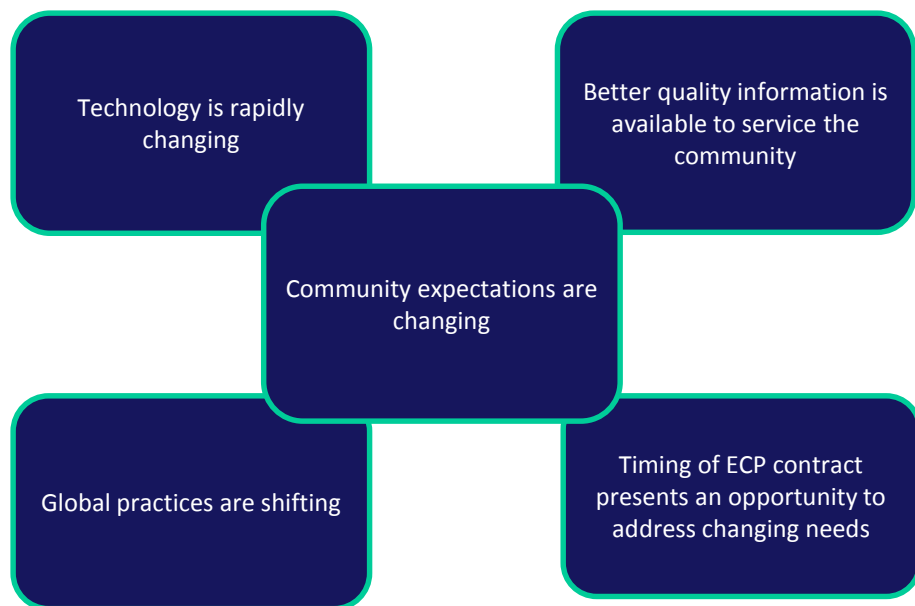 Technology is rapidly
changing
Better quality information is
available to service the
community
Community expectations are
changing
Global practices are shifting
Timing of ECP contract
presents an opportunity to
address changing needs